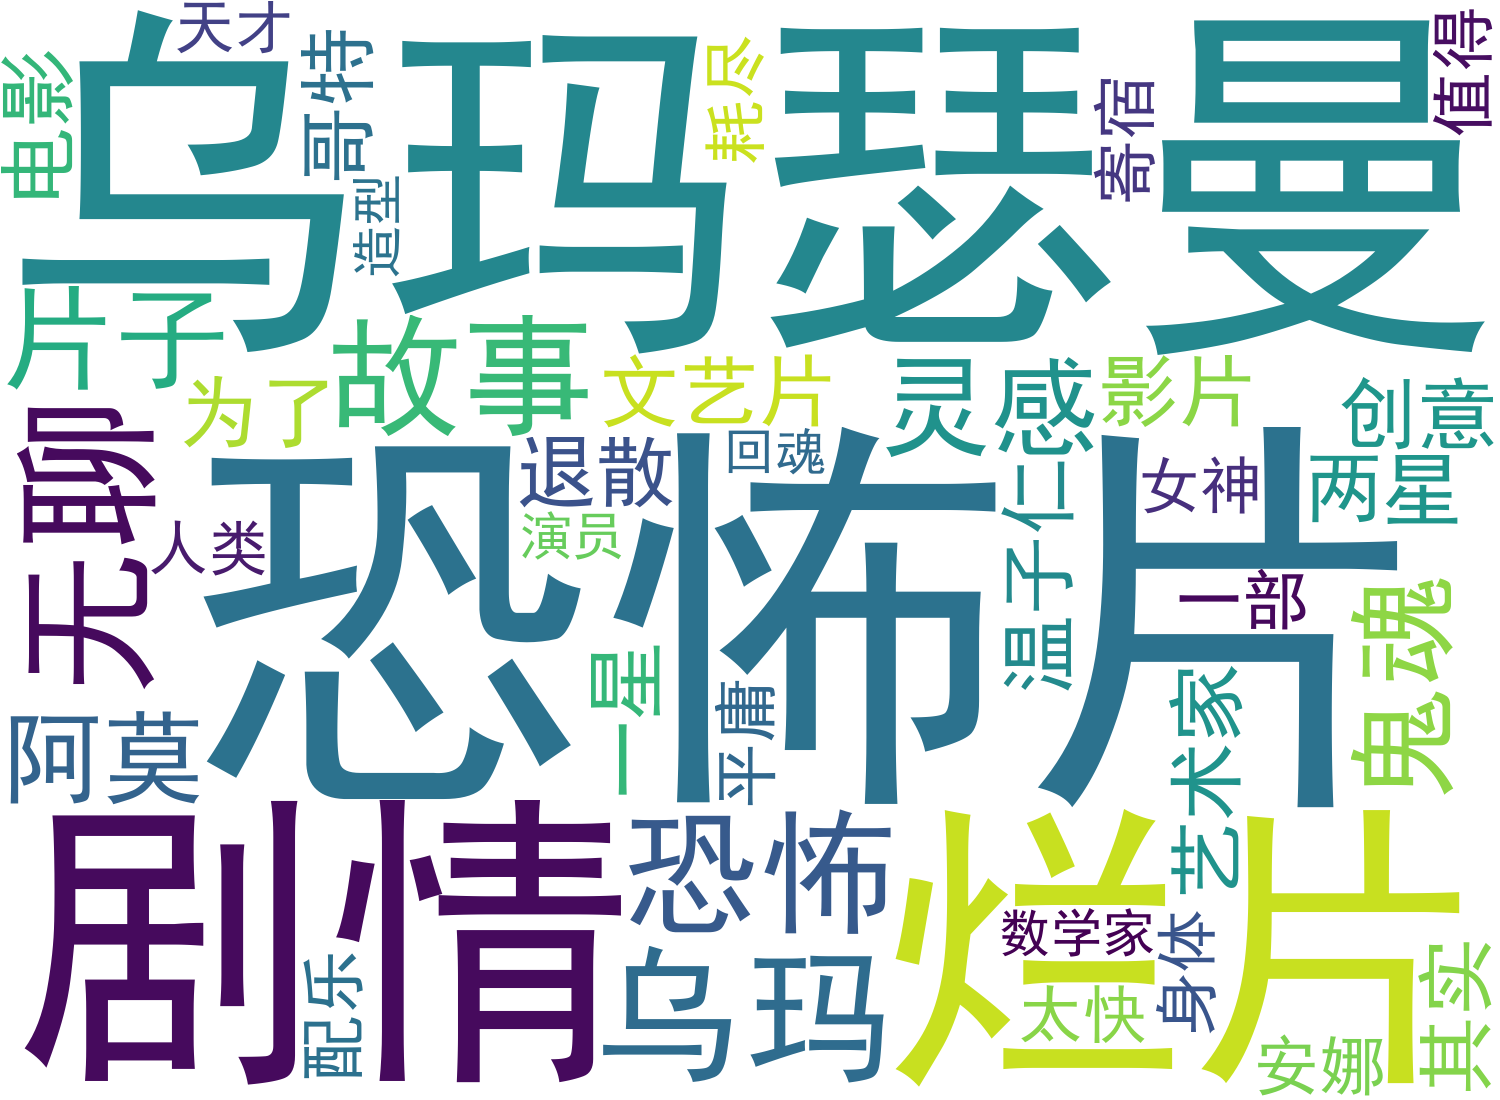 天才
电影
哥特
乌玛瑟曼
耗尽
寄宿
值得
造型
片子
为了
故事
文艺片
灵感
影片
创意
无聊
恐怖片
退散
回魂
女神
两星
人类
演员
温子仁
一部
鬼魂
一星
平庸
阿莫
艺术家
剧情
恐怖
烂片
数学家
身体
配乐
乌玛
太快
安娜
其实